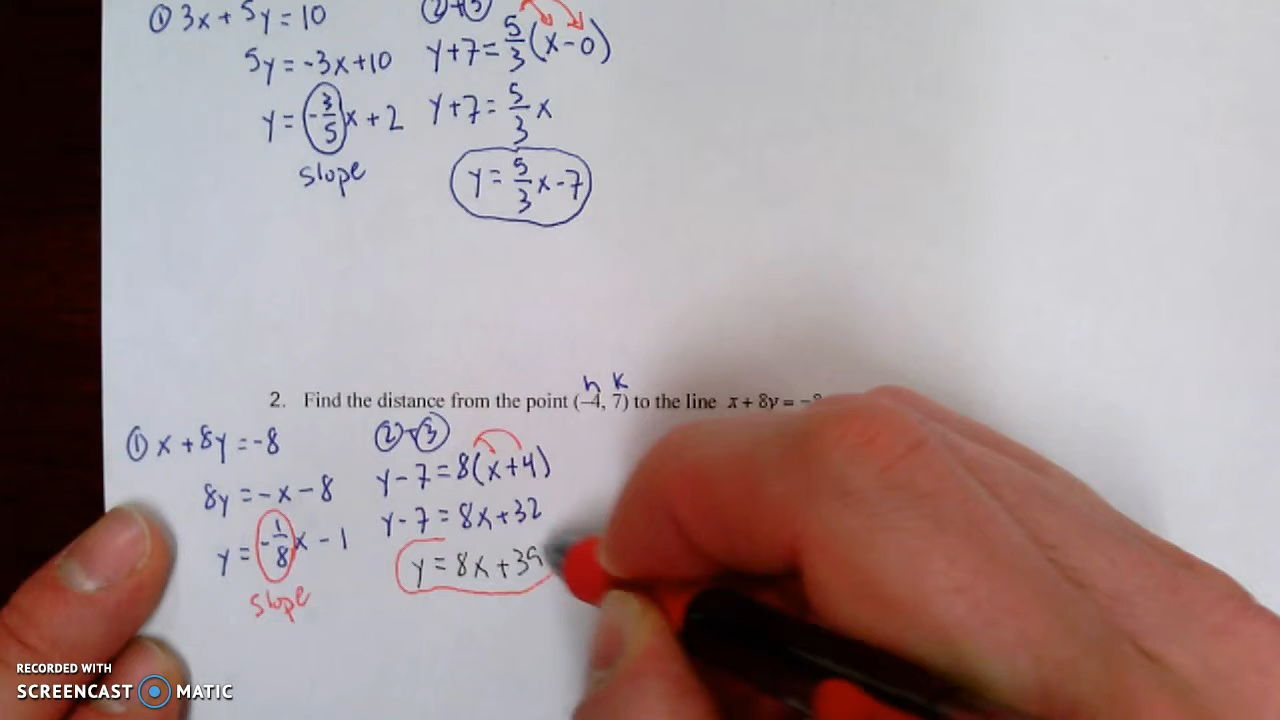 ① 3x + 5y = 10
5y = -3x + 10
y = -3/5 x + 2
slope
② + ③
y + 7 = 5/3 (x - 0)
y + 7 = 5/3 x
y = 5/3 x - 7
h k
2. Find the distance from the point (–4, 7) to the line x + 8y = –8
① x + 8y = -8
8y = -x - 8
y = -1/8 x - 1
slope
② + ③
y - 7 = 8(x + 4)
y - 7 = 8x + 32
y = 8x + 39
RECORDED WITH
SCREENCAST MATIC